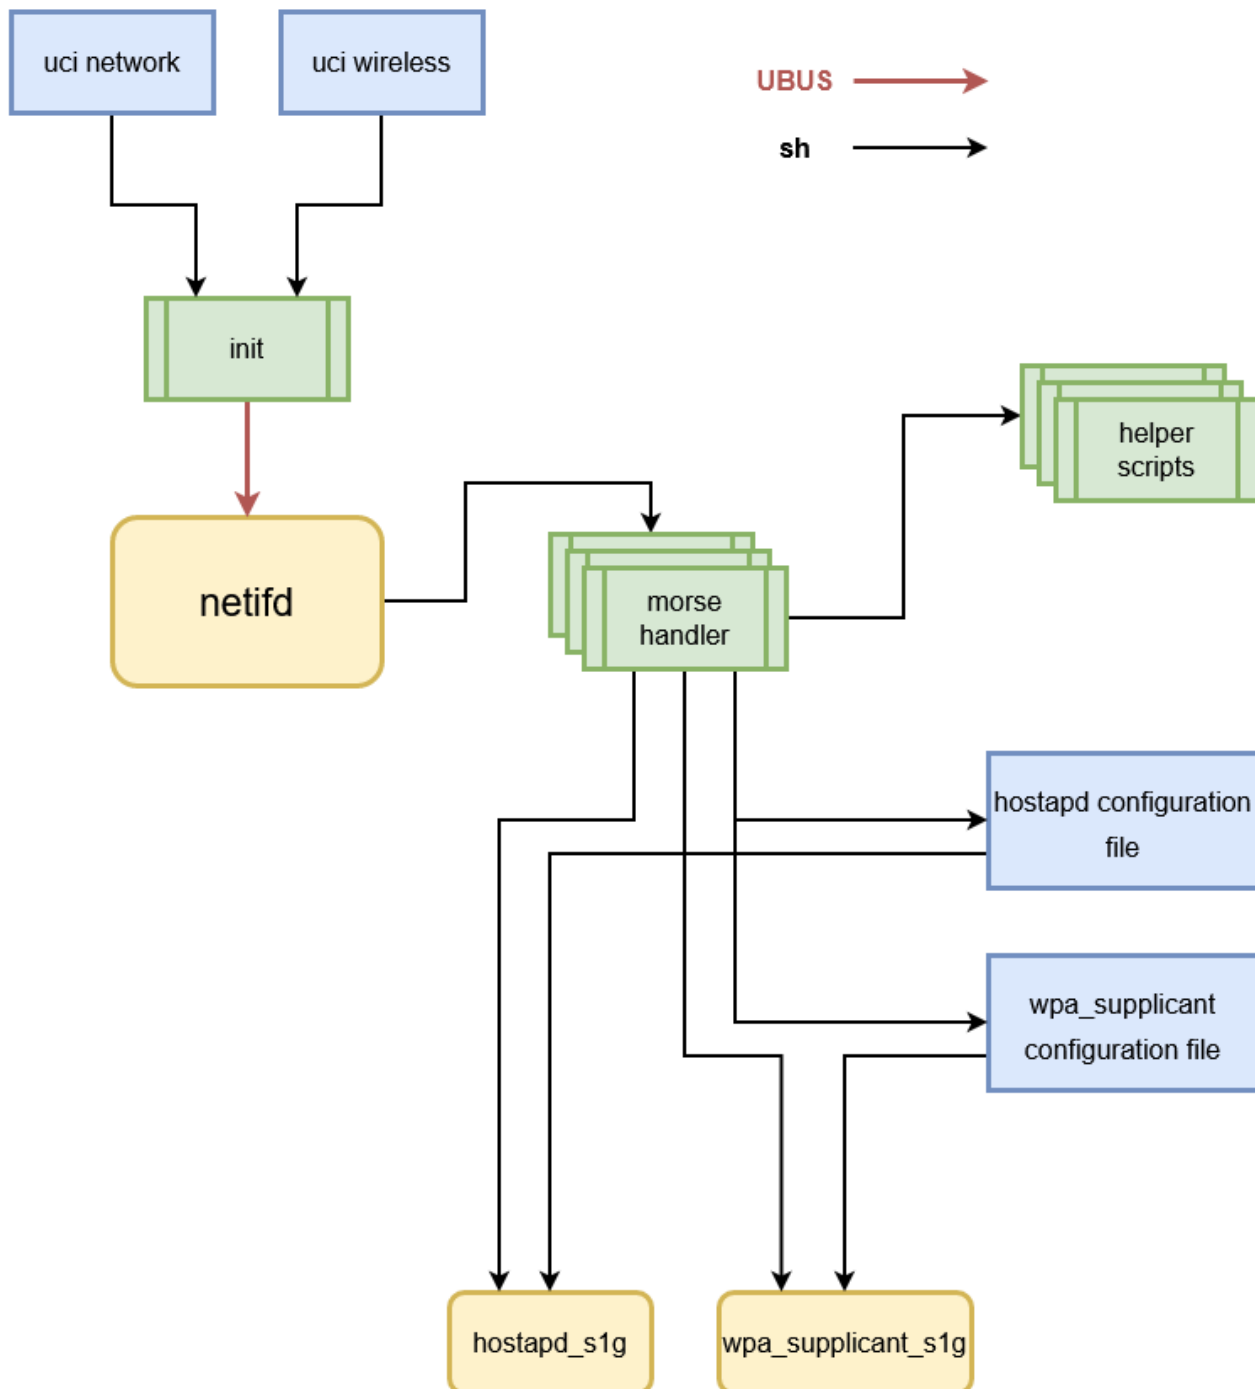 uci network
uci wireless
UBUS
sh
init
helper
scripts
netifd
morse
handler
hostapd configuration
file
wpa_supplicant
configuration file
hostapd_s1g
wpa_supplicant_s1g